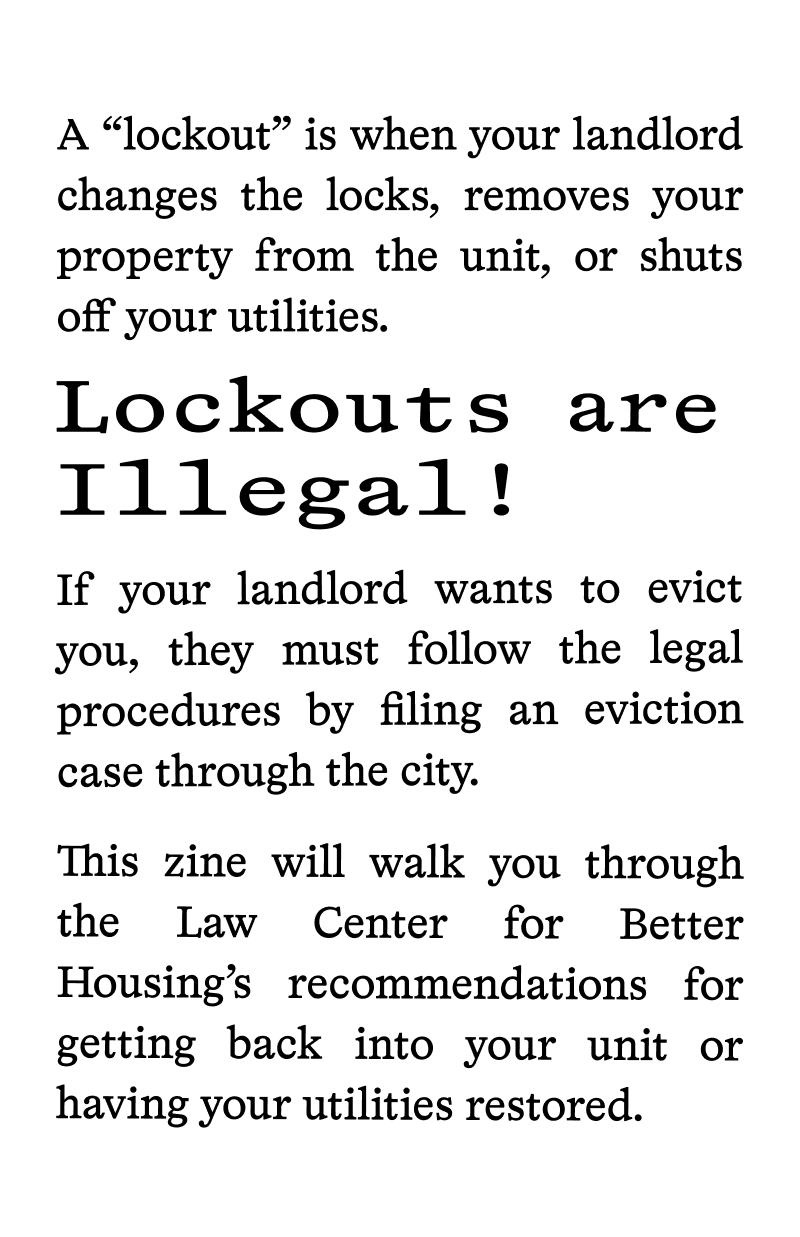 A “lockout” is when your landlord
changes the locks, removes your
property from the unit, or shuts
off your utilities.
Lockouts are
Illegal!
If your landlord wants to evict
you, they must follow the legal
procedures by filing an eviction
case through the city.
This zine will walk you through
the Law Center for Better
Housing’s recommendations for
getting back into your unit or
having your utilities restored.